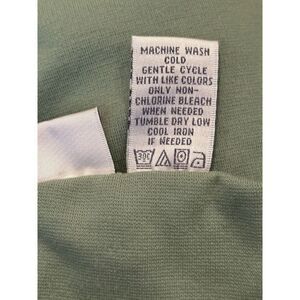 MACHINE WASH
COLD
GENTLE CYCLE
WITH LIKE COLORS
ONLY NON-
CHLORINE BLEACH
WHEN NEEDED
TUMBLE DRY LOW
COOL IRON
IF NEEDED